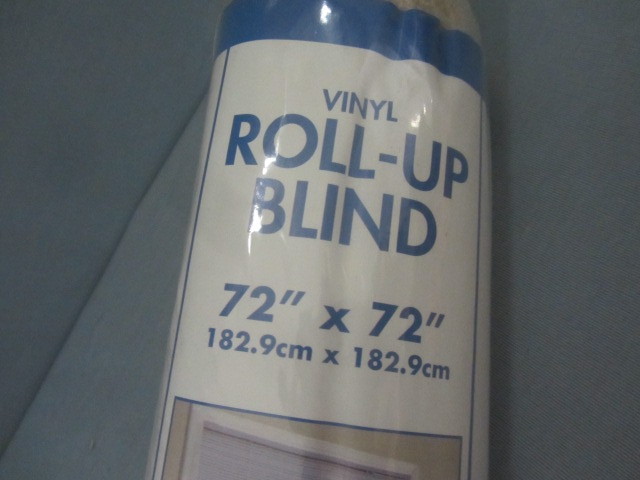 VINYL
ROLL-UP
BLIND
72" x 72"
182.9cm x 182.9cm